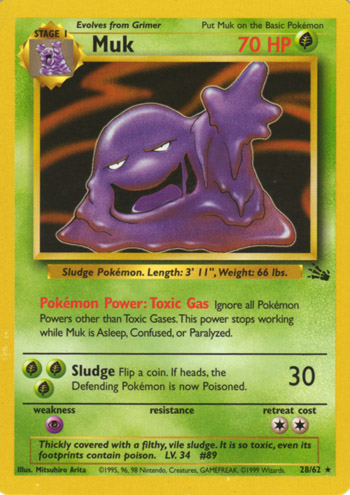 Evolves from Grimer Put Muk on the Basic Pokémon
STAGE 1 Muk 70 HP
Sludge Pokémon. Length: 3' 11", Weight: 66 lbs.
Pokémon Power: Toxic Gas Ignore all Pokémon
Powers other than Toxic Gases. This power stops working
while Muk is Asleep, Confused, or Paralyzed.
Sludge Flip a coin. If heads, the
Defending Pokémon is now Poisoned. 30
weakness resistance retreat cost
Thickly covered with a filthy, vile sludge. It is so toxic, even its
footprints contain poison. LV. 34 #89
Illus. Mitsuhiro Arita ©1995, 96, 98 Nintendo, Creatures, GAMEFREAK. ©1999 Wizards. 28/62 ★